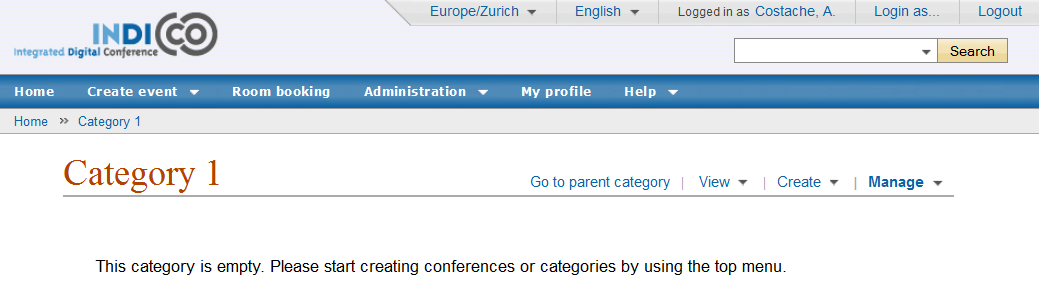 INDICO
Integrated Digital Conference
Europe/Zurich English Logged in as Costache, A. Login as... Logout
Search
Home Create event Room booking Administration My profile Help
Home » Category 1
Category 1
Go to parent category | View | Create | Manage
This category is empty. Please start creating conferences or categories by using the top menu.